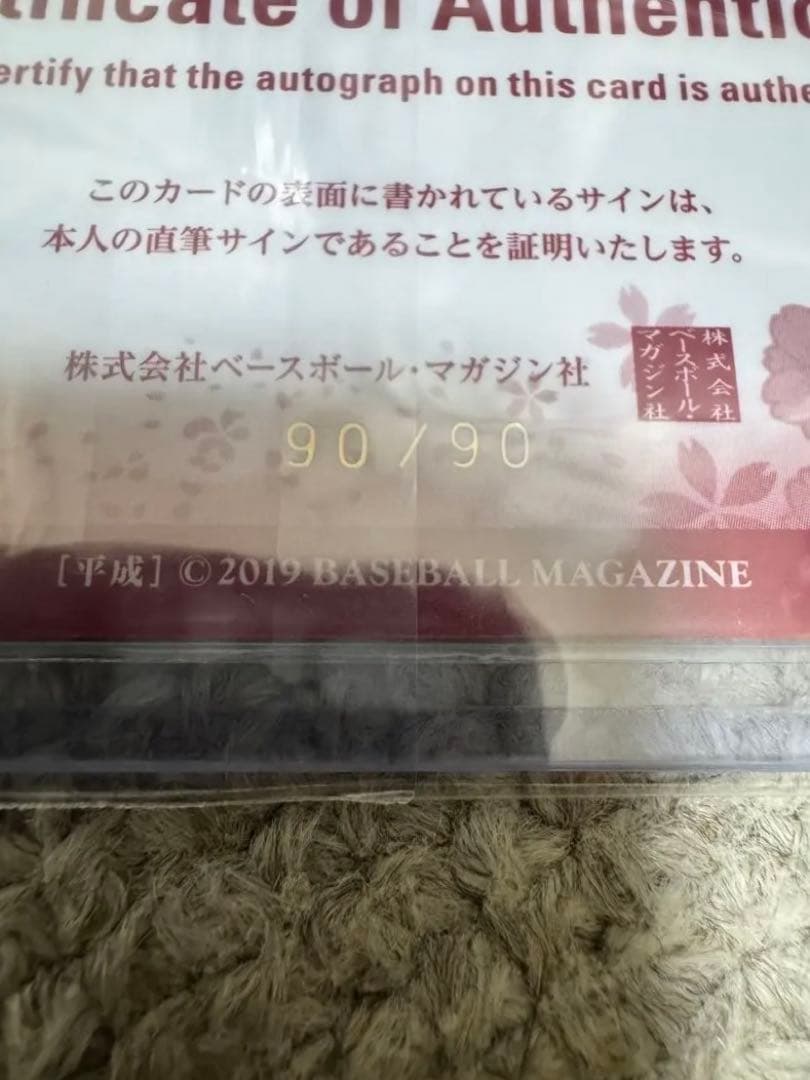 tificate of Authentic
ertify that the autograph on this card is authe
このカードの表面に書かれているサインは、
本人の直筆サインであることを証明いたします。
株式会社ベースボール・マガジン社
株式会社
ベースボール・
マガジン社
90/90
[平成] © 2019 BASEBALL MAGAZINE